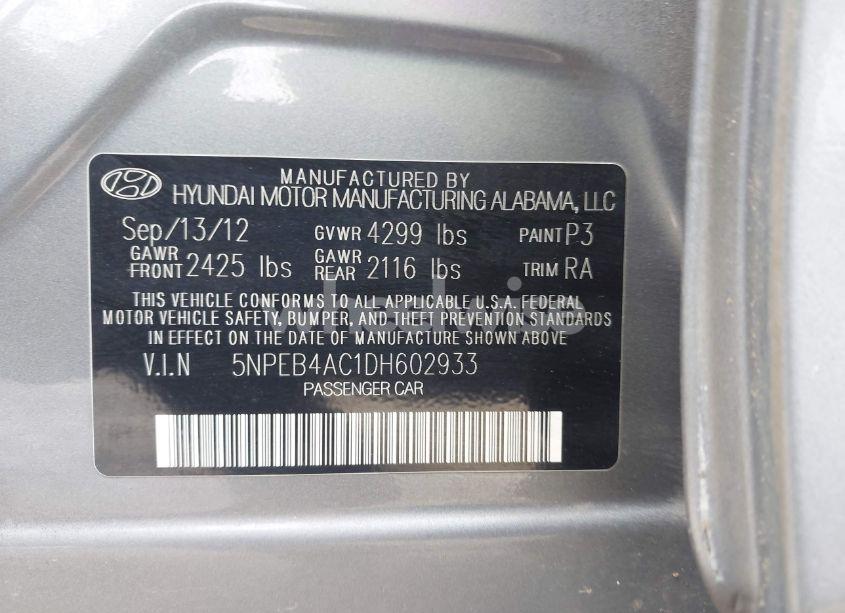 MANUFACTURED BY
HYUNDAI MOTOR MANUFACTURING ALABAMA, LLC
Sep/13/12 GVWR 4299 lbs PAINT P3
GAWR FRONT 2425 lbs GAWR REAR 2116 lbs TRIM RA
THIS VEHICLE CONFORMS TO ALL APPLICABLE U.S.A. FEDERAL
MOTOR VEHICLE SAFETY, BUMPER, AND THEFT PREVENTION STANDARDS
IN EFFECT ON THE DATE OF MANUFACTURE SHOWN ABOVE
V.I.N 5NPEB4AC1DH602933
PASSENGER CAR